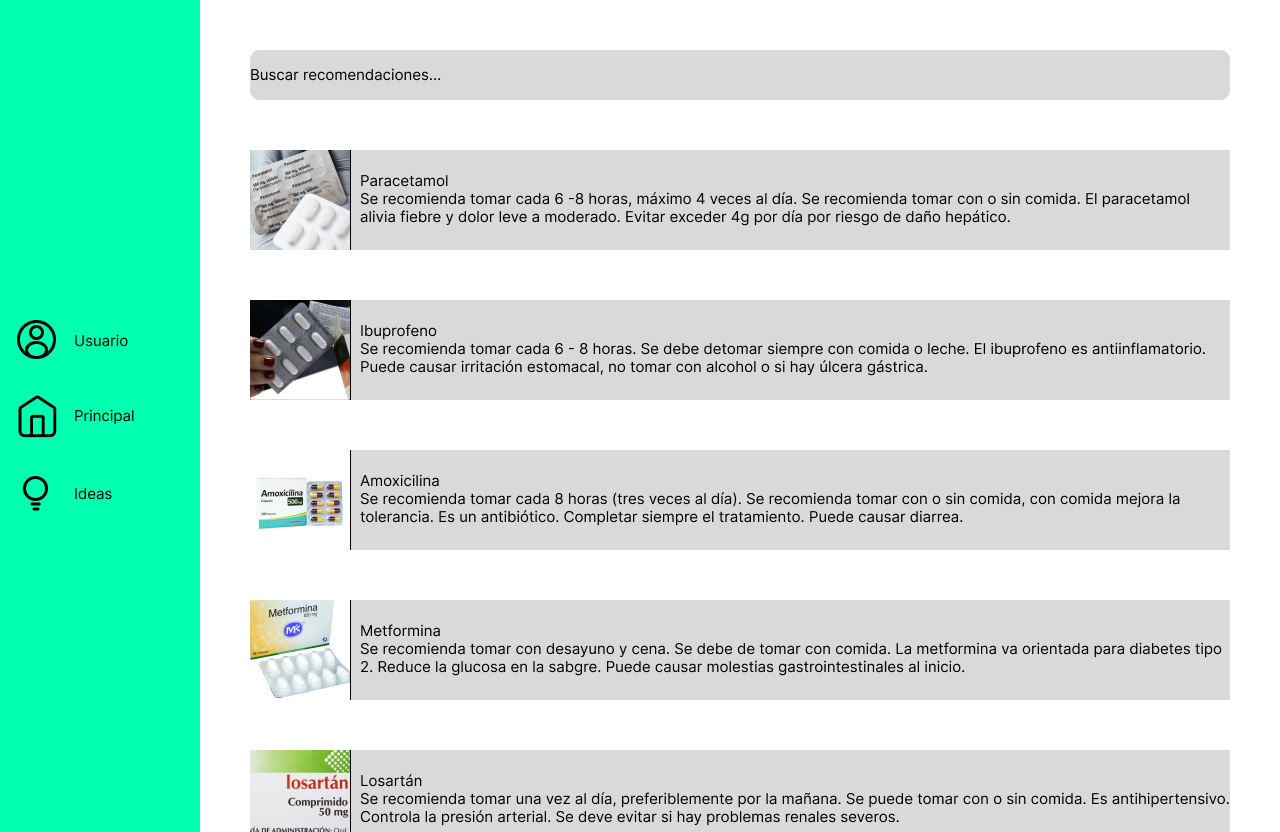 Buscar recomendaciones...
Paracetamol
Se recomienda tomar cada 6 -8 horas, máximo 4 veces al día. Se recomienda tomar con o sin comida. El paracetamol
alivia fiebre y dolor leve a moderado. Evitar exceder 4g por día por riesgo de daño hepático.
Usuario
Principal
Ideas
Ibuprofeno
Se recomienda tomar cada 6 - 8 horas. Se debe detomar siempre con comida o leche. El ibuprofeno es antiinflamatorio.
Puede causar irritación estomacal, no tomar con alcohol o si hay úlcera gástrica.
Amoxicilina
500mg
Amoxicilina
Se recomienda tomar cada 8 horas (tres veces al día). Se recomienda tomar con o sin comida, con comida mejora la
tolerancia. Es un antibiótico. Completar siempre el tratamiento. Puede causar diarrea.
Metformina
MK
Metformina
Se recomienda tomar con desayuno y cena. Se debe de tomar con comida. La metformina va orientada para diabetes tipo
2. Reduce la glucosa en la sabgre. Puede causar molestias gastrointestinales al inicio.
losartán
Comprimido
50 mg
ÍA DE ADMINISTRACIÓN: Oral
Losartán
Se recomienda tomar una vez al día, preferiblemente por la mañana. Se puede tomar con o sin comida. Es antihipertensivo.
Controla la presión arterial. Se deve evitar si hay problemas renales severos.